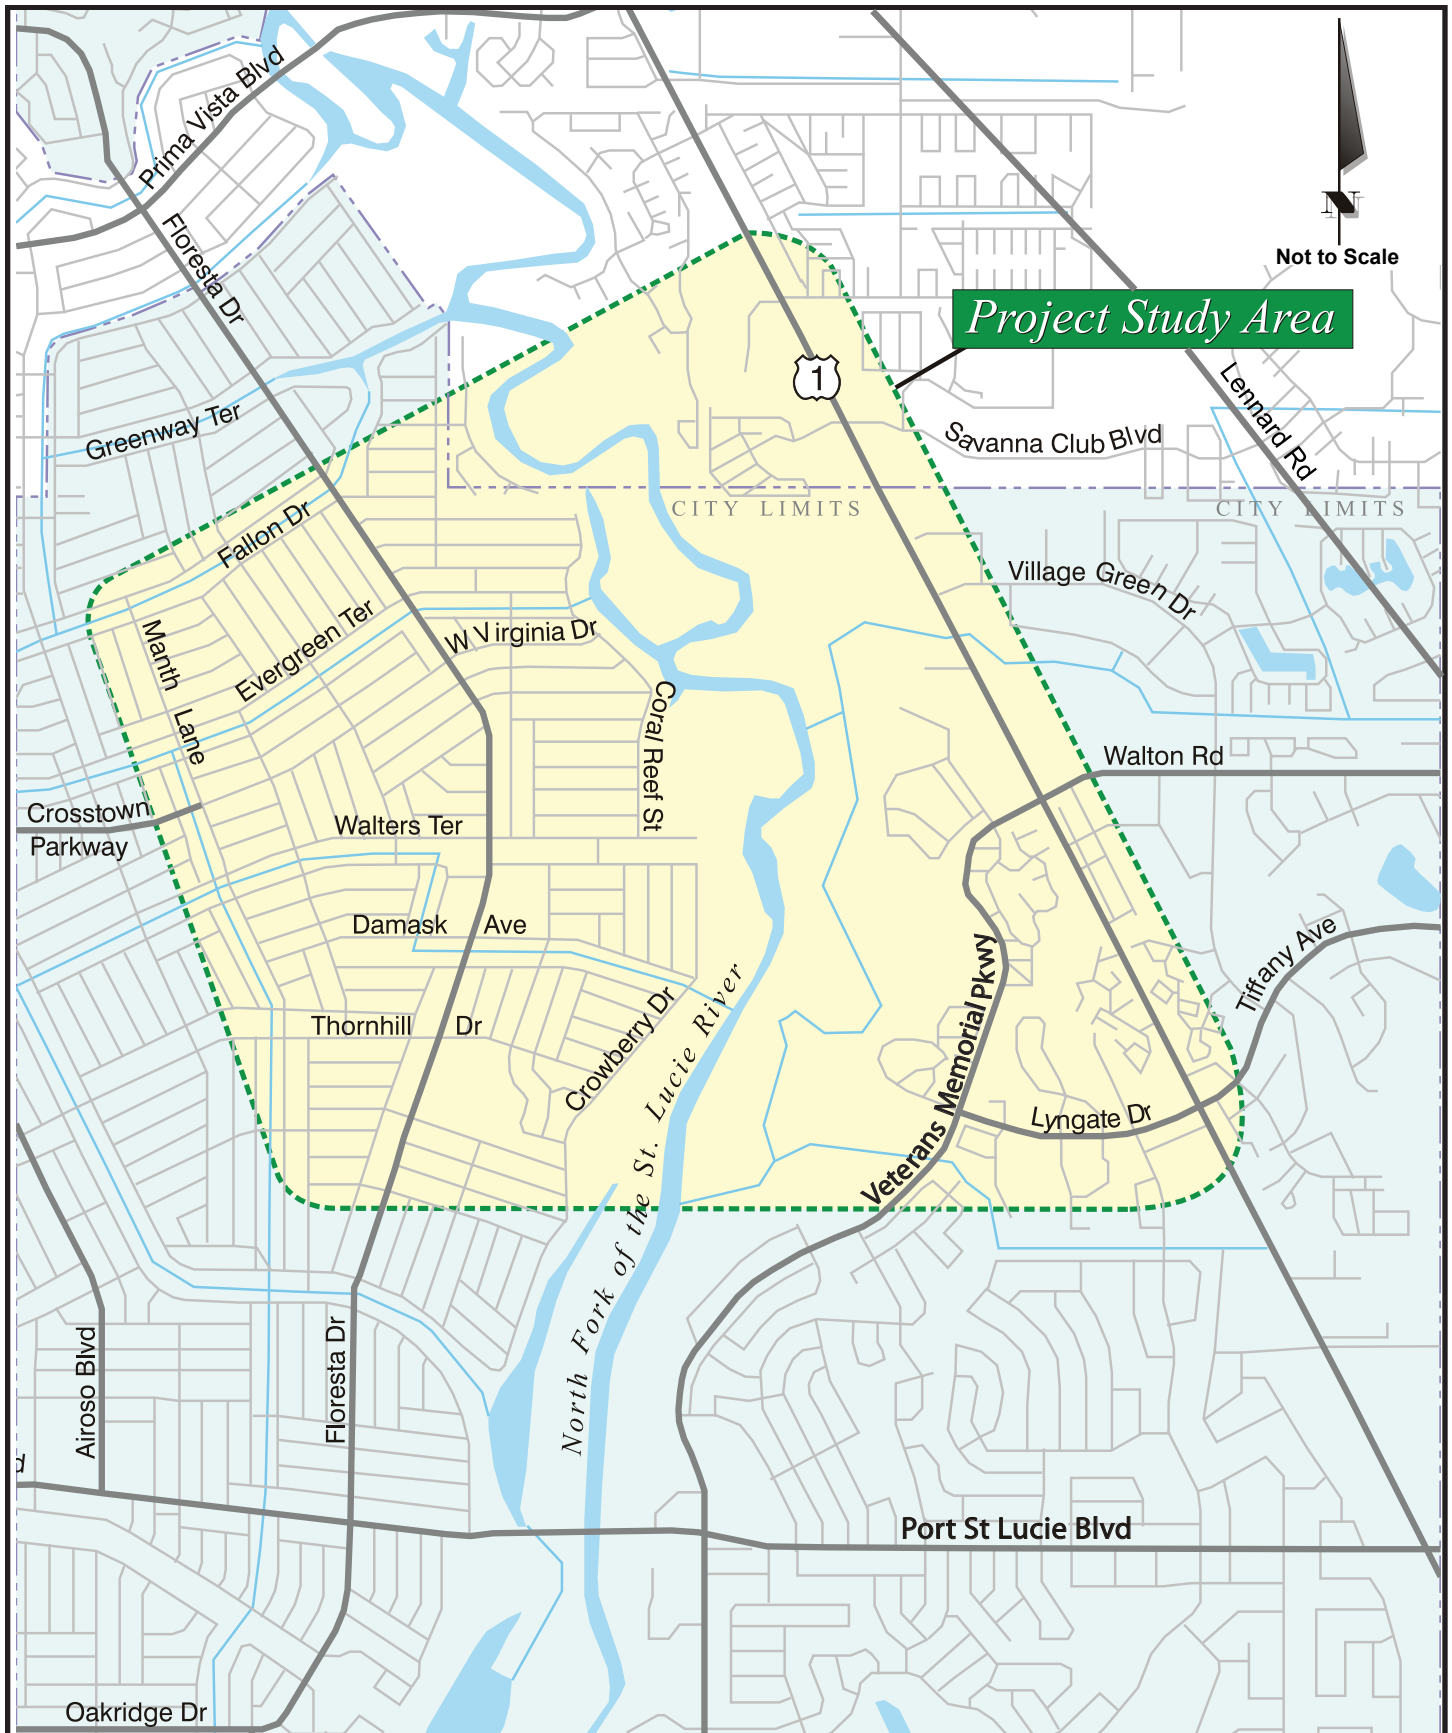 Prima Vista Blvd
N
Not to Scale
Floresta Dr
Project Study Area
1
Lennard Rd
Greenway Ter
Savanna Club Blvd
CITY LIMITS
CITY LIMITS
Fallon Dr
Village Green Dr
Manth Lane
Evergreen Ter
W Virginia Dr
Coral Reef St
Walton Rd
Crosstown
Parkway
Walters Ter
Damask Ave
Tiffany Ave
Veterans Memorial Pkwy
Crowberry Dr
Thornhill Dr
North Fork of the St. Lucie River
Lyngate Dr
Airoso Blvd
Floresta Dr
d
Port St Lucie Blvd
Oakridge Dr